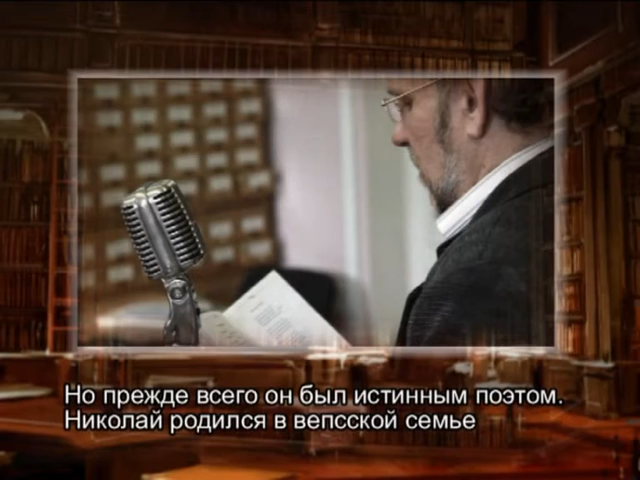 Но прежде всего он был истинным поэтом.
Николай родился в вепсской семье